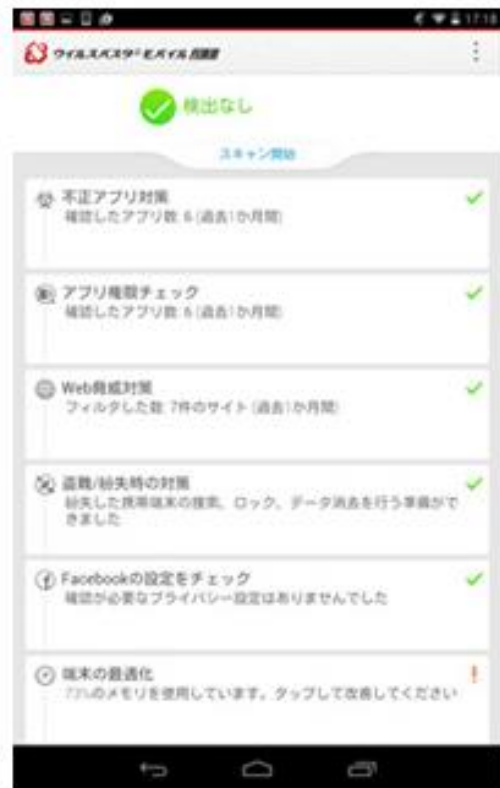 17:18
ウイルスバスター モバイル 月額版
検出なし
スキャン開始
不正アプリ対策
確認したアプリ数: 6 (過去1か月間)
アプリ権限チェック
確認したアプリ数: 6 (過去1か月間)
Web脅威対策
フィルタした数: 7件のサイト (過去1か月間)
盗難/紛失時の対策
紛失した携帯端末の捜索、ロック、データ消去を行う準備がで
きました
Facebookの設定をチェック
確認が必要なプライバシー設定はありませんでした
端末の最適化
73%のメモリを使用しています。タップして改善してください